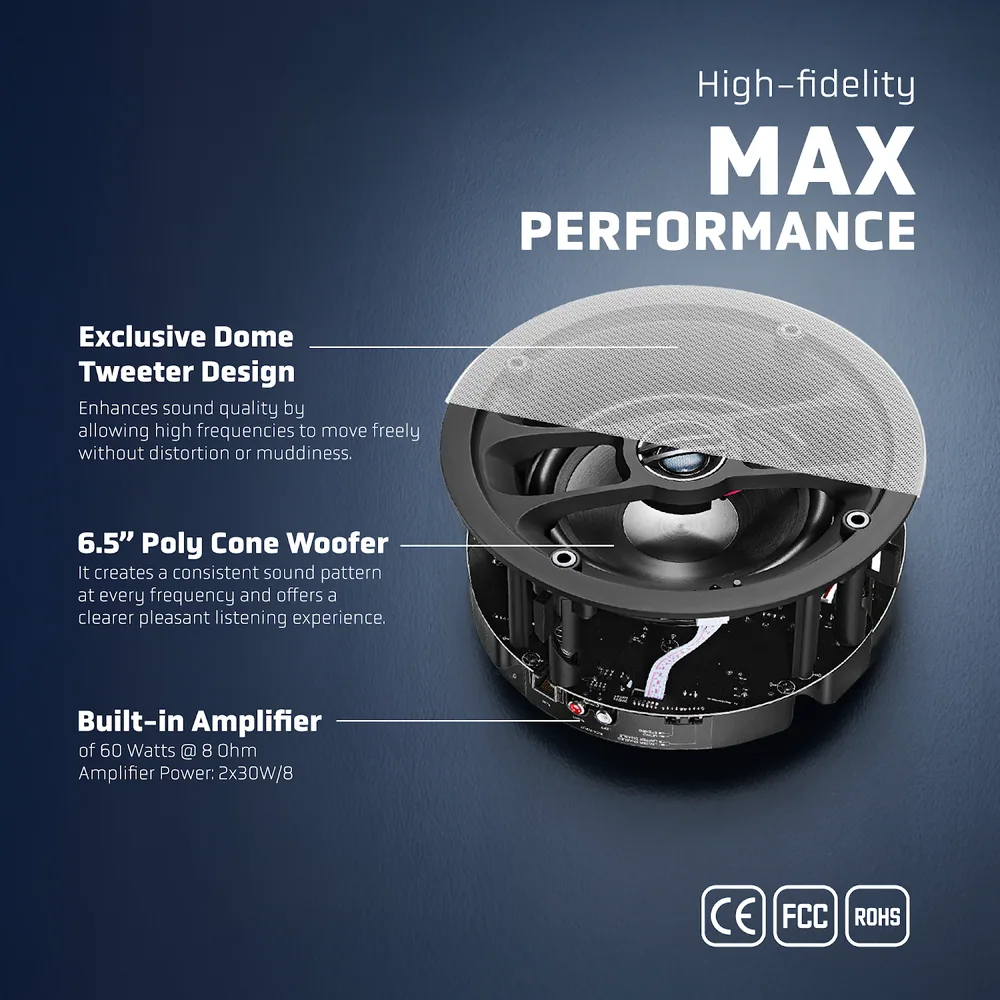 High-fidelity
MAX
PERFORMANCE
Exclusive Dome
Tweeter Design
Enhances sound quality by
allowing high frequencies to move freely
without distortion or muddiness.
6.5” Poly Cone Woofer
It creates a consistent sound pattern
at every frequency and offers a
clearer pleasant listening experience.
Built-in Amplifier
of 60 Watts @ 8 Ohm
Amplifier Power: 2x30W/8
CE FCC ROHS